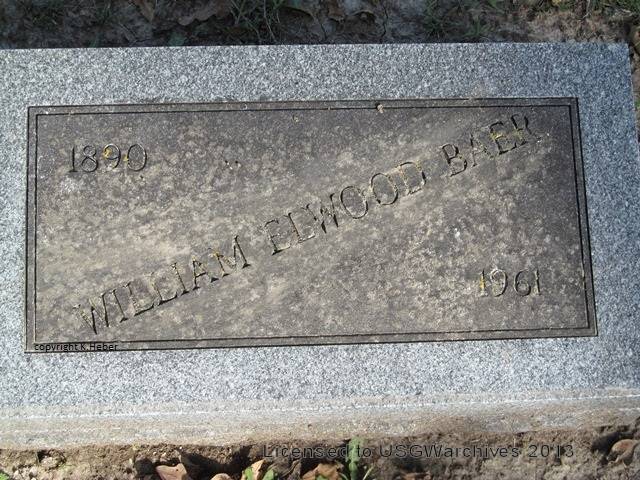 1890
WILLIAM ELWOOD BAER
1961
copyright K.Heber
Licensed to USGWarchives 2013